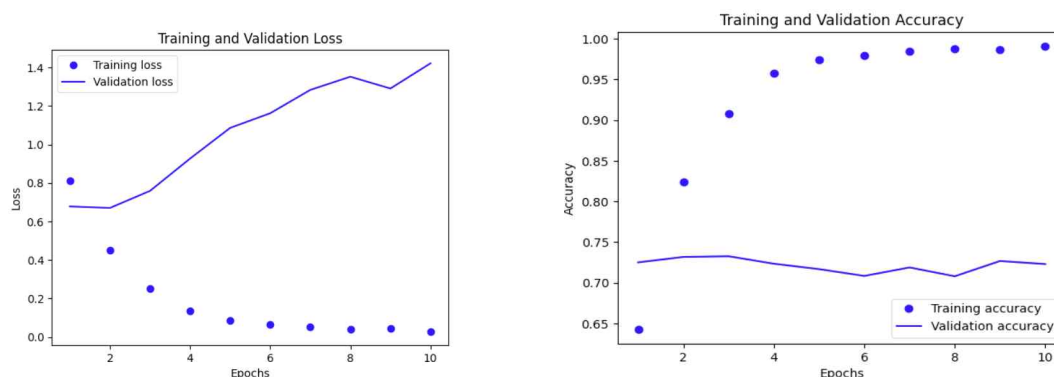 Training and Validation Loss
Training loss
Validation loss
1.4
1.2
1.0
0.8
0.6
0.4
0.2
0.0
Loss
2 4 6 8 10
Epochs
Training and Validation Accuracy
1.00
0.95
0.90
0.85
0.80
0.75
0.70
0.65
Accuracy
Training accuracy
Validation accuracy
2 4 6 8 10
Epochs